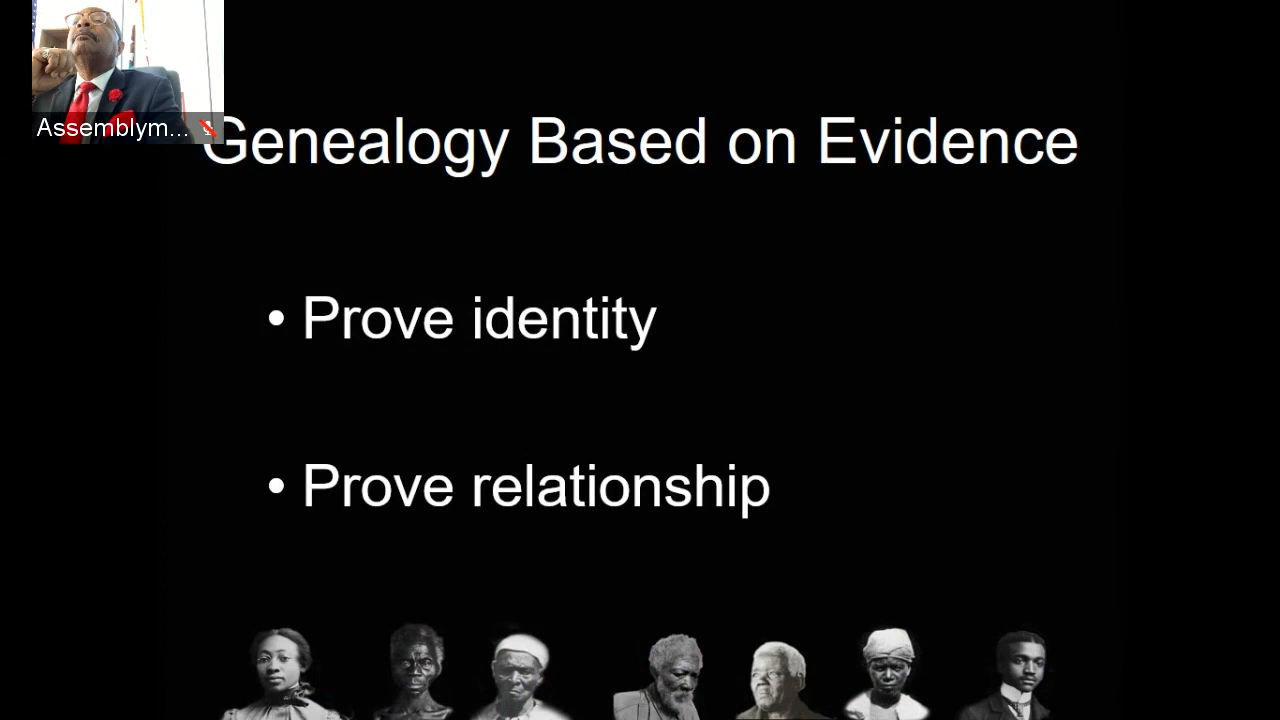 Assemblym...
Genealogy Based on Evidence
• Prove identity
• Prove relationship